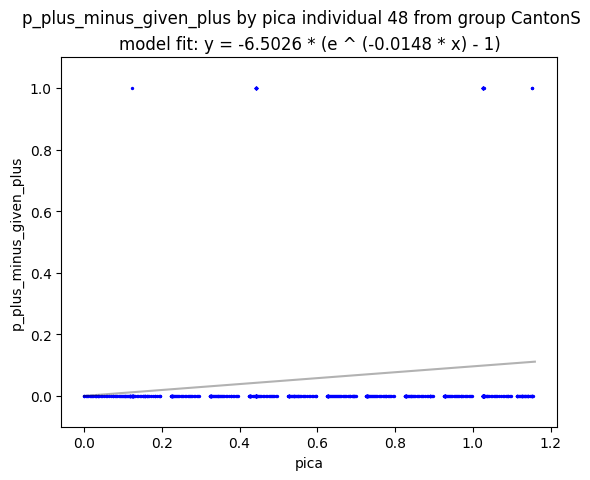 p_plus_minus_given_plus by pica individual 48 from group CantonS
model fit: y = -6.5026 * (e ^ (-0.0148 * x) - 1)
1.0
0.8
0.6
0.4
0.2
0.0
p_plus_minus_given_plus
0.0 0.2 0.4 0.6 0.8 1.0 1.2
pica